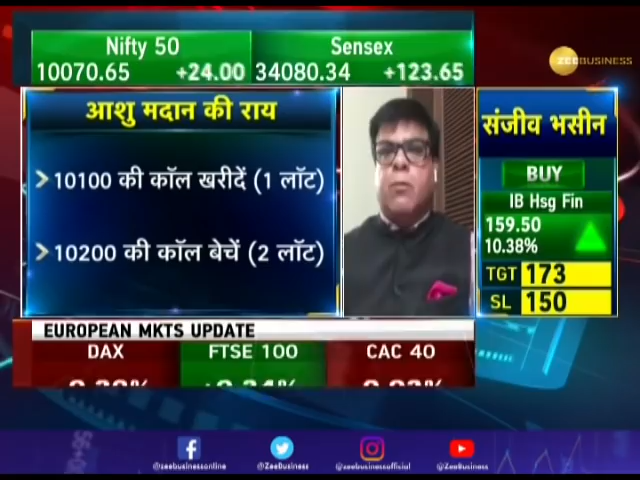 Nifty 50
10070.65 +24.00
Sensex
34080.34 +123.65
ZEEBUSINESS
आशु मदान की राय
10100 की कॉल खरीदें (1 लॉट)
10200 की कॉल बेचें (2 लॉट)
संजीव भसीन
BUY
IB Hsg Fin
159.50
10.38%
TGT 173
SL 150
EUROPEAN MKTS UPDATE
DAX FTSE 100 CAC 40
@zeebusinessonline @ZeeBusiness @zeebusinessofficial @ZeeBusiness